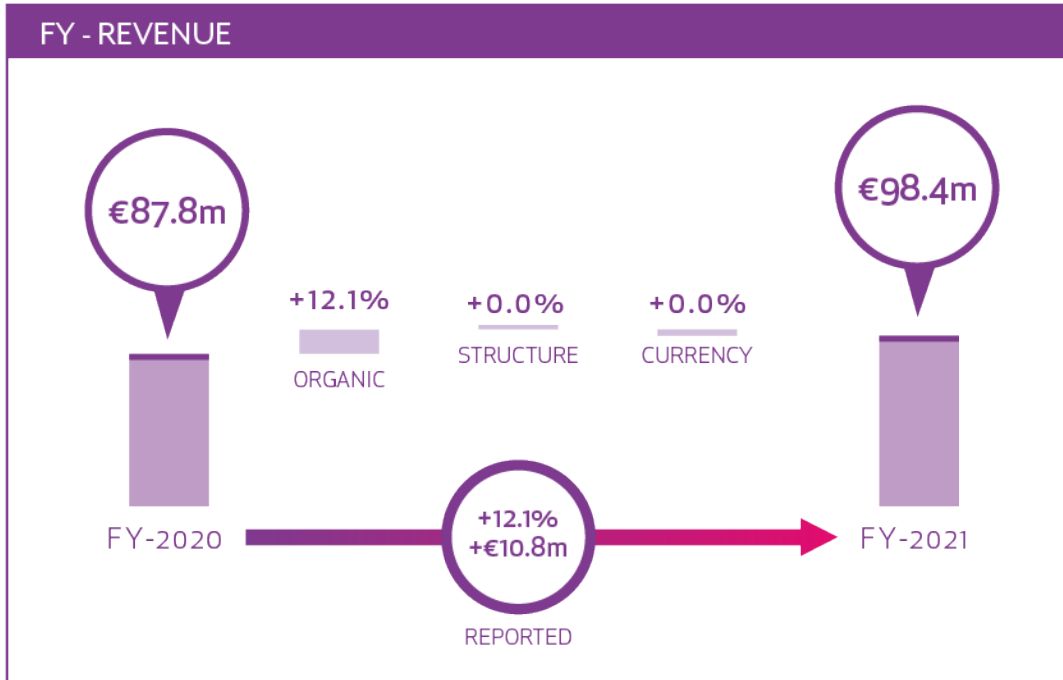 FY - REVENUE
€87.8m
€98.4m
+12.1%
ORGANIC
+0.0%
STRUCTURE
+0.0%
CURRENCY
FY-2020
+12.1%
+€10.8m
REPORTED
FY-2021